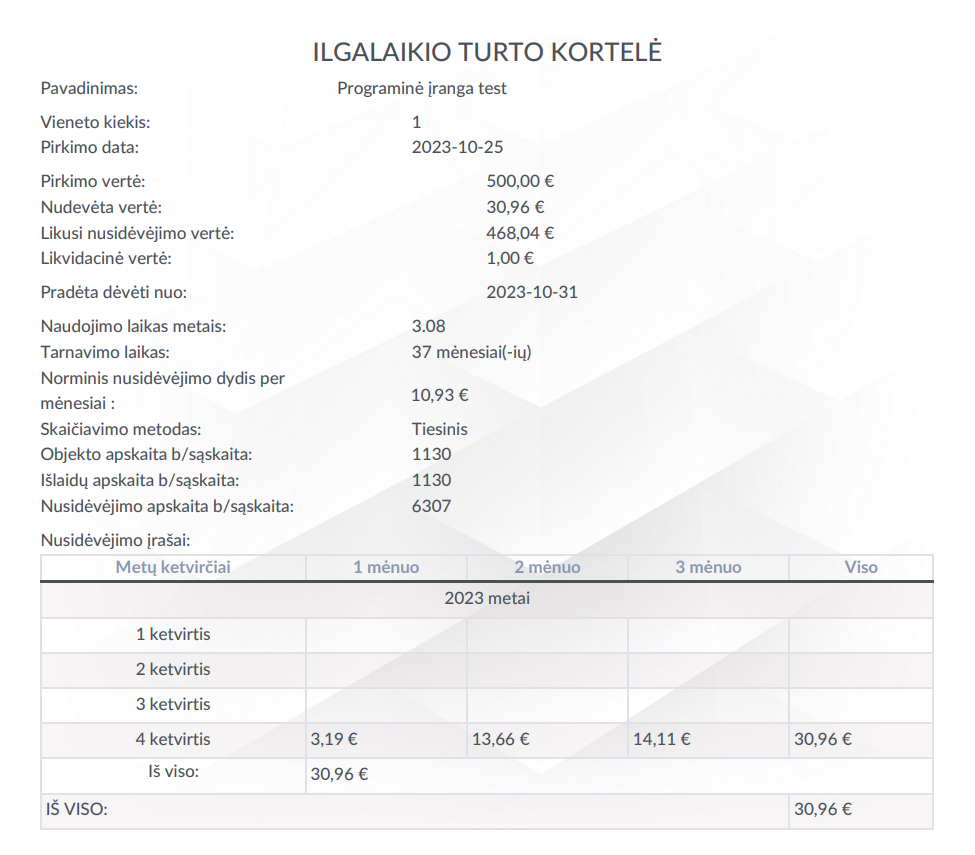 ILGALAIKIO TURTO KORTELĖ
Pavadinimas: Programinė įranga test
Vieneto kiekis: 1
Pirkimo data: 2023-10-25
Pirkimo vertė: 500,00 €
Nudevėta vertė: 30,96 €
Likusi nusidėvėjimo vertė: 468,04 €
Likvidacinė vertė: 1,00 €
Pradėta dėvėti nuo: 2023-10-31
Naudojimo laikas metais: 3.08
Tarnavimo laikas: 37 mėnesiai(-ių)
Norminis nusidėvėjimo dydis per
mėnesiai : 10,93 €
Skaičiavimo metodas: Tiesinis
Objekto apskaita b/sąskaita: 1130
Išlaidų apskaita b/sąskaita: 1130
Nusidėvėjimo apskaita b/sąskaita: 6307
Nusidėvėjimo įrašai:
Metų ketvirčiai 1 mėnuo 2 mėnuo 3 mėnuo Viso
2023 metai
1 ketvirtis
2 ketvirtis
3 ketvirtis
4 ketvirtis 3,19 € 13,66 € 14,11 € 30,96 €
Iš viso: 30,96 €
IŠ VISO: 30,96 €